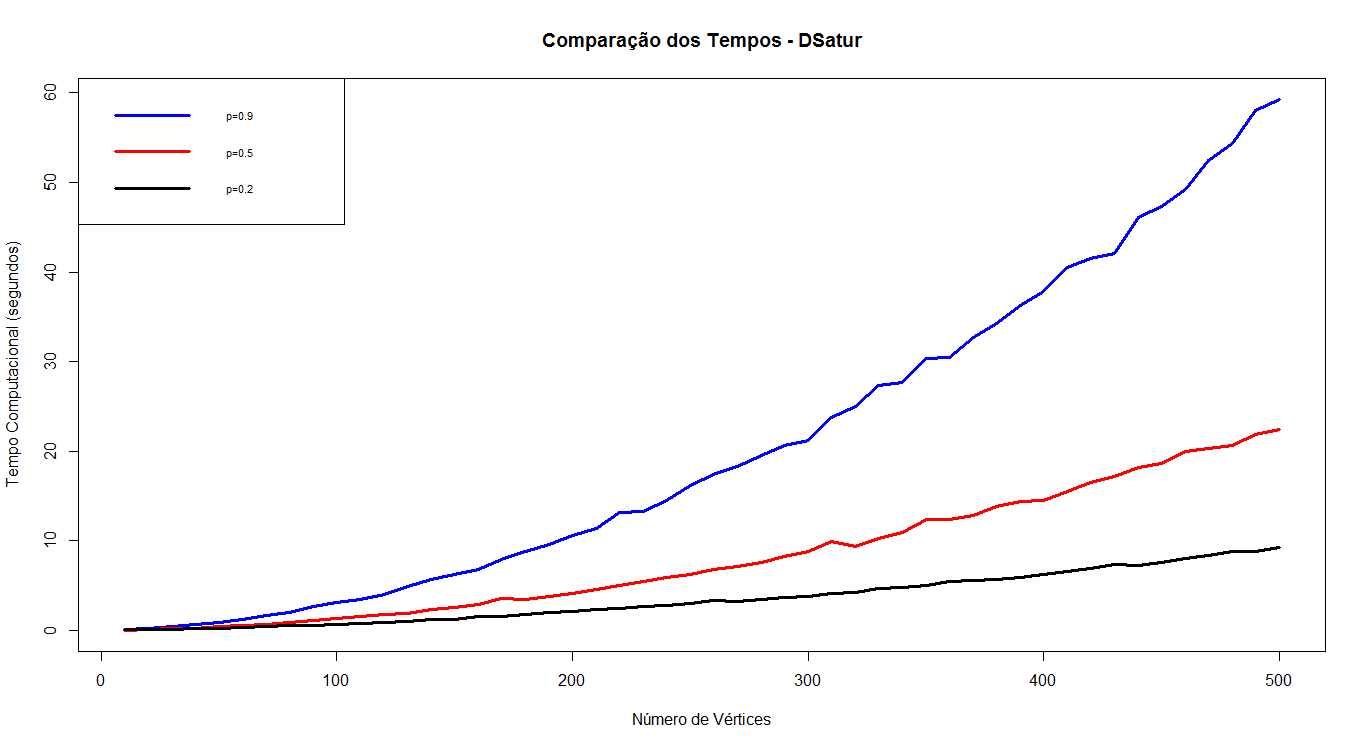 Comparação dos Tempos - DSatur
p=0.9
p=0.5
p=0.2
Tempo Computacional (segundos)
60
50
40
30
20
10
0
0 100 200 300 400 500
Número de Vértices